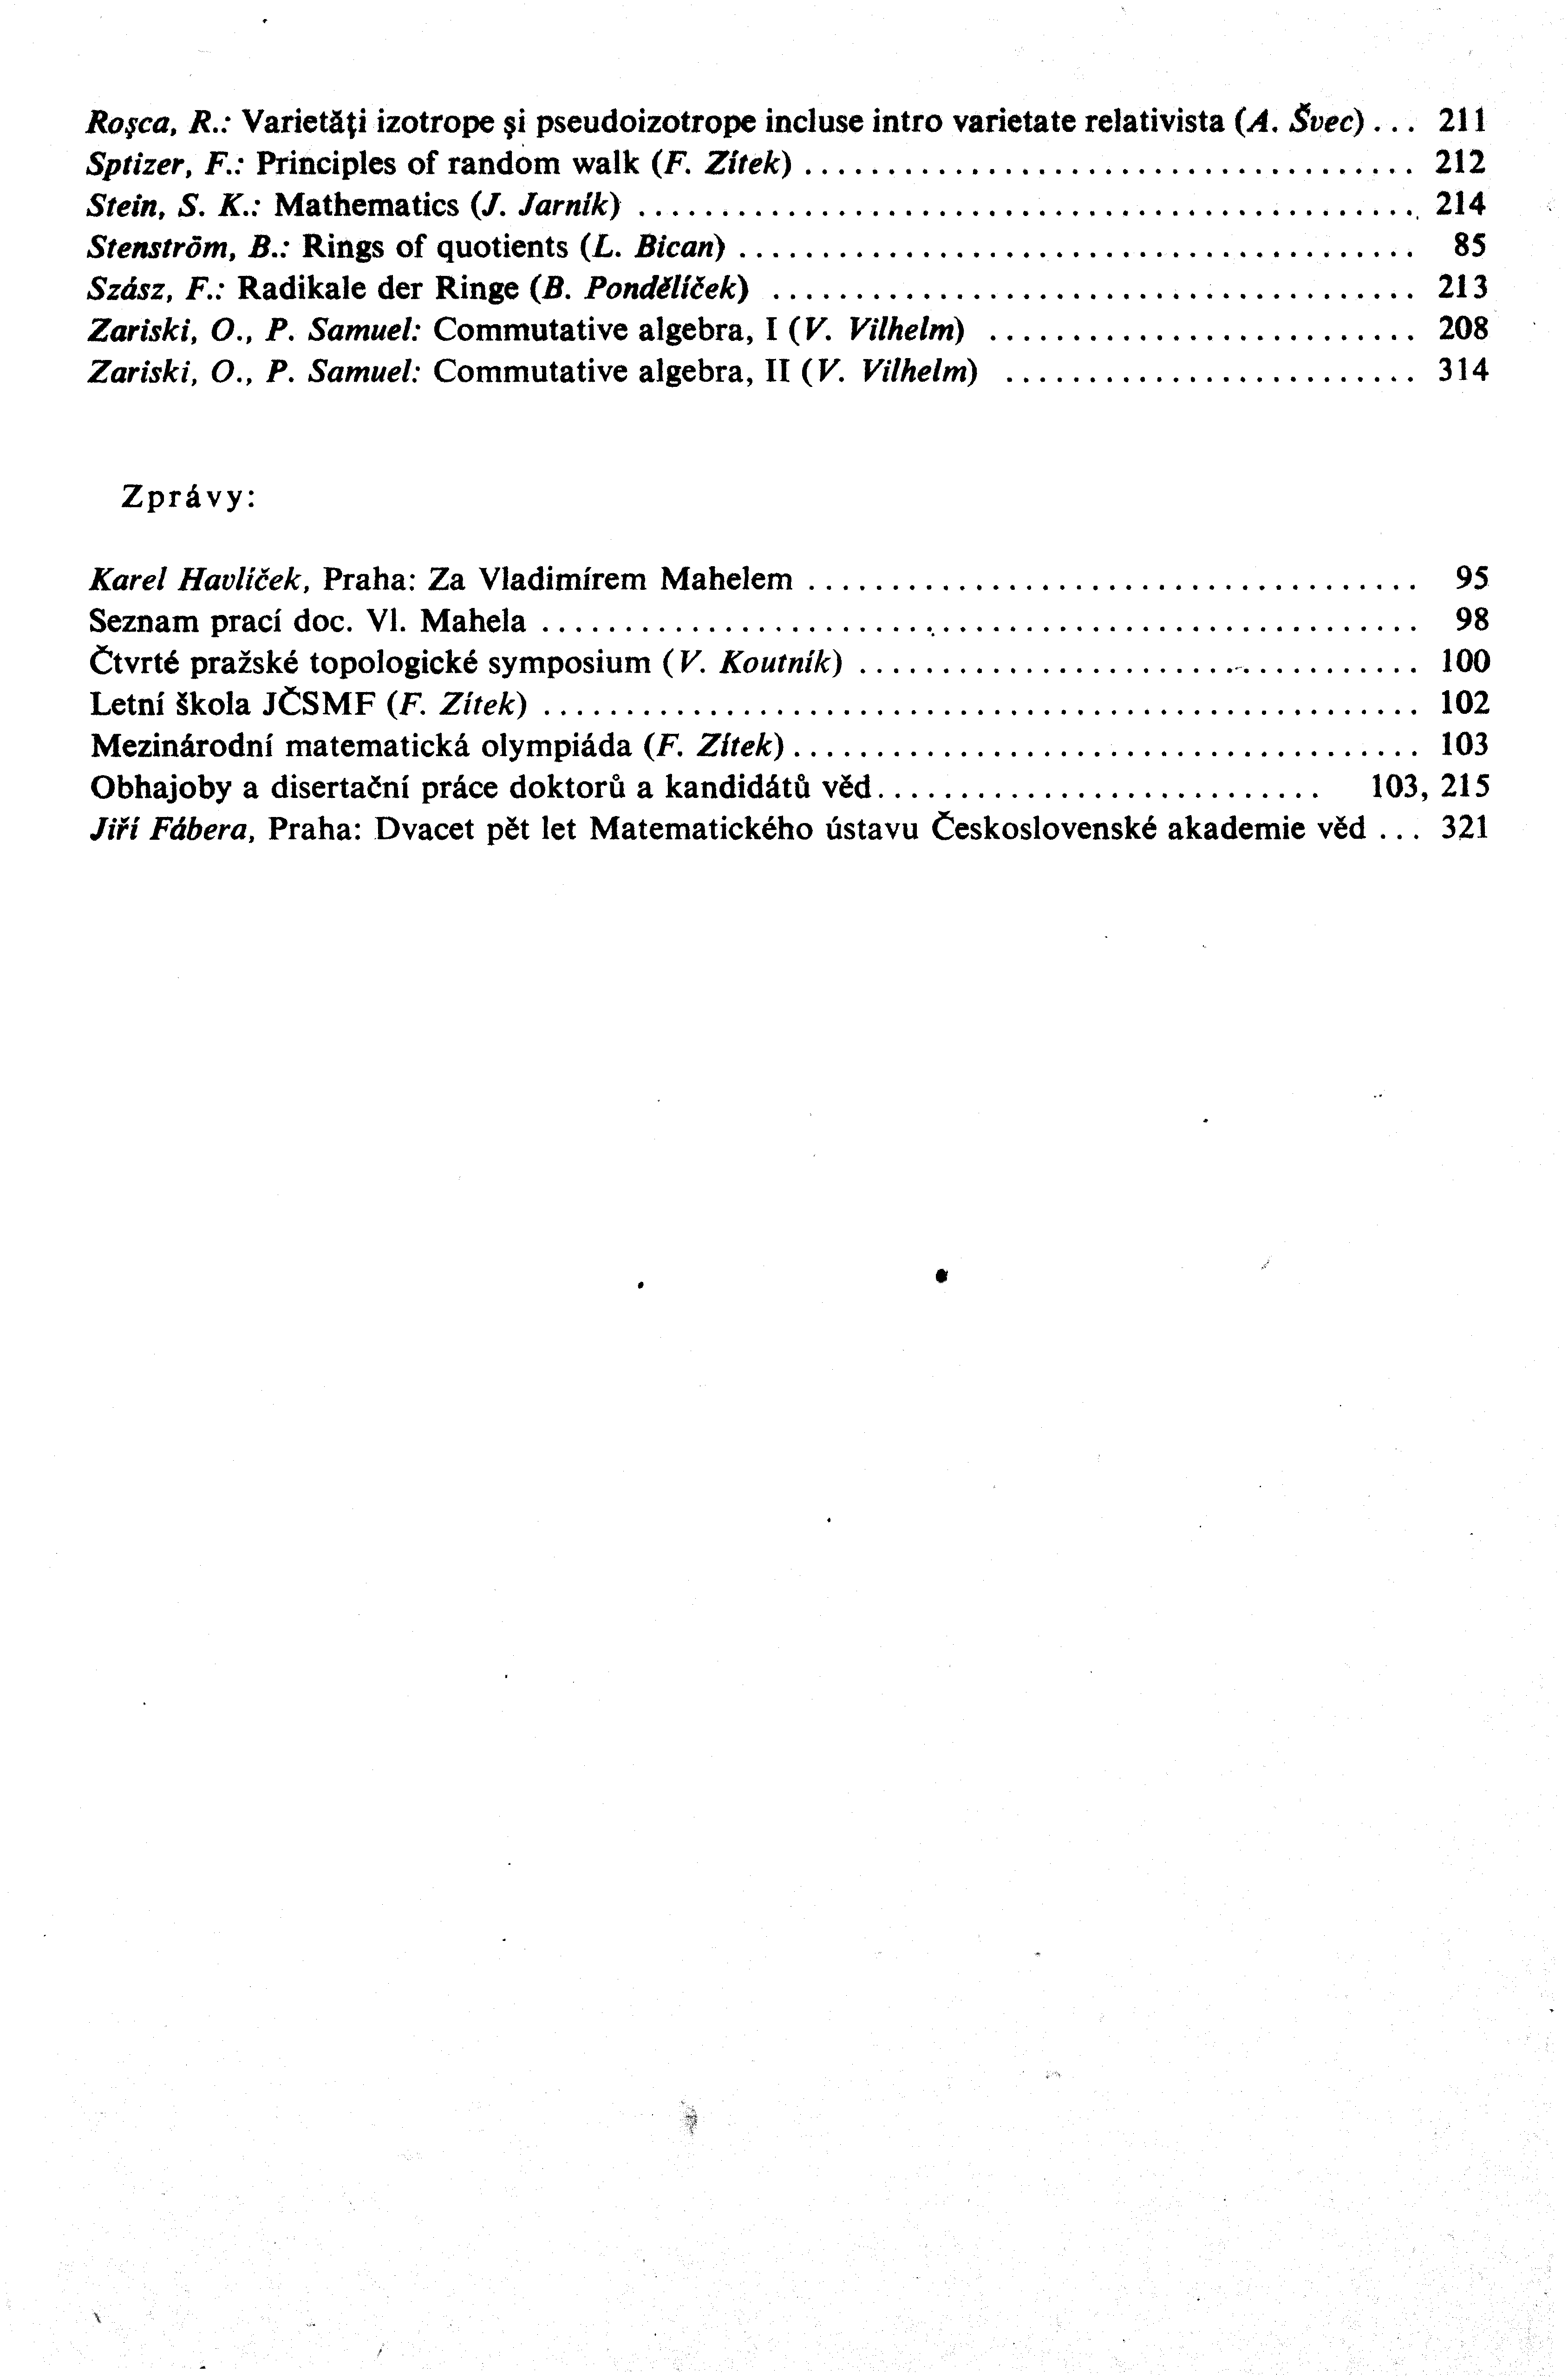 Roşca, R.: Varietăţi izotrope şi pseudoizotrope incluse intro varietate relativista (A. Švec) ... 211
Sptizer, F.: Principles of random walk (F. Zítek) ..................................... 212
Stein, S. K.: Mathematics (J. Jarník) ............................................... 214
Stenström, B.: Rings of quotients (L. Bican) ......................................... 85
Szász, F.: Radikale der Ringe (B. Pondělíček) ....................................... 213
Zariski, O., P. Samuel: Commutative algebra, I (V. Vilhelm) .......................... 208
Zariski, O., P. Samuel: Commutative algebra, II (V. Vilhelm) ......................... 314
Zprávy:
Karel Havlíček, Praha: Za Vladimírem Mahelem ..................................... 95
Seznam prací doc. Vl. Mahela ..................................................... 98
Čtvrté pražské topologické symposium (V. Koutník) .................................. 100
Letní škola JČSMF (F. Zítek) ..................................................... 102
Mezinárodní matematická olympiáda (F. Zítek) ...................................... 103
Obhajoby a disertační práce doktorů a kandidátů věd ........................... 103, 215
Jiří Fábera, Praha: Dvacet pět let Matematického ústavu Československé akademie věd ... 321